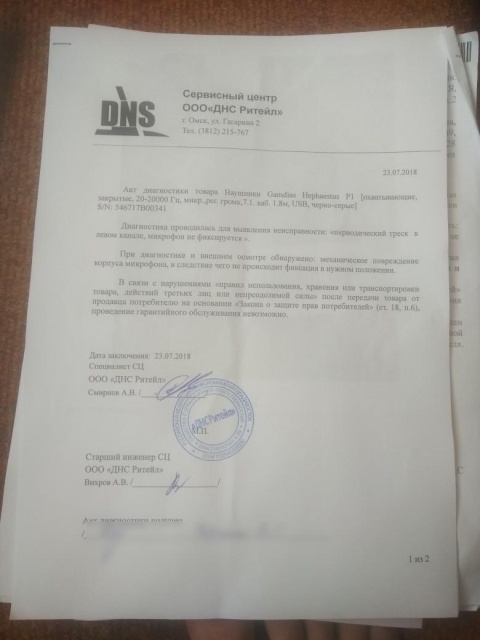 DNS
Сервисный центр
ООО«ДНС Ритейл»
г. Омск, ул. Гагарина 2
Тел. (3812) 215-767
23.07.2018
Акт диагностики товара Наушники Gamdias Hephaestus P1 [охватывающие,
закрытые, 20-20000 Гц, микр.,рег. громк,7.1. каб. 1.8м, USB, черно-серые]
S/N: 546717B00341
Диагностика проводилась для выявления неисправности: «периодический треск в
левом канале, микрофон не фиксируется ».
При диагностике и внешнем осмотре обнаружено: механическое повреждение
корпуса микрофона, в следствие чего не происходит фиксация в нужном положении.
В связи с нарушениями «правил использования, хранения или транспортировки
товара, действий третьих лиц или непреодолимой силы» после передачи товара от
продавца потребителю на основании «Закона о защите прав потребителей» (ст. 18, п.6),
проведение гарантийного обслуживания невозможно.
Дата заключения: 23.07.2018
Специалист СЦ
ООО «ДНС Ритейл»
Смирнов А.В. /
«ДНС Ритейл»
М.П.
Старший инженер СЦ
ООО «ДНС Ритейл»
Вихров А.В. / /
Акт диагностики получил
/
1 из 2